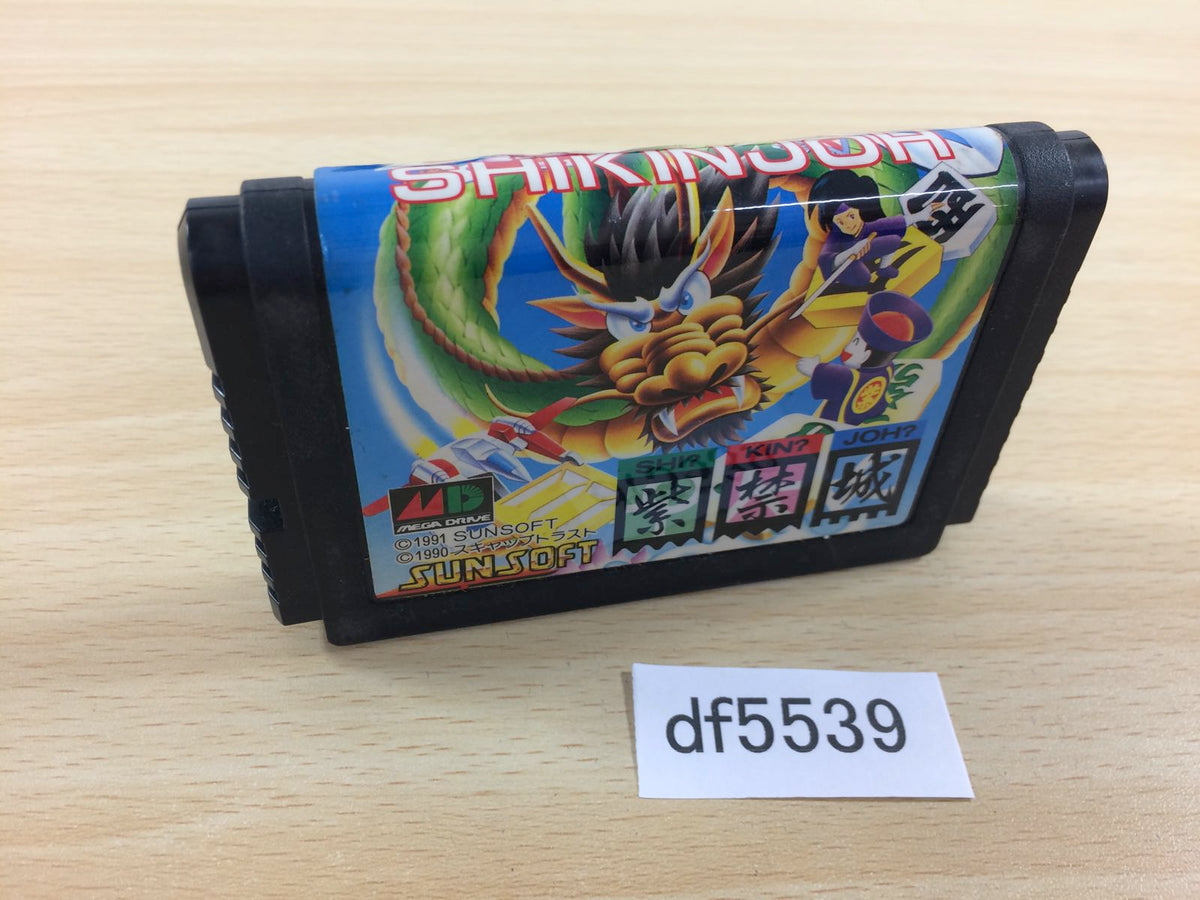 SHIKINJOH
SHI? KIN? JOH?
紫 禁 城
MEGA DRIVE
©1991 SUNSOFT
©1990 スキャップトラスト
SUNSOFT
df5539